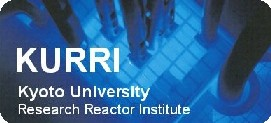 KURRI
Kyoto University
Research Reactor Institute